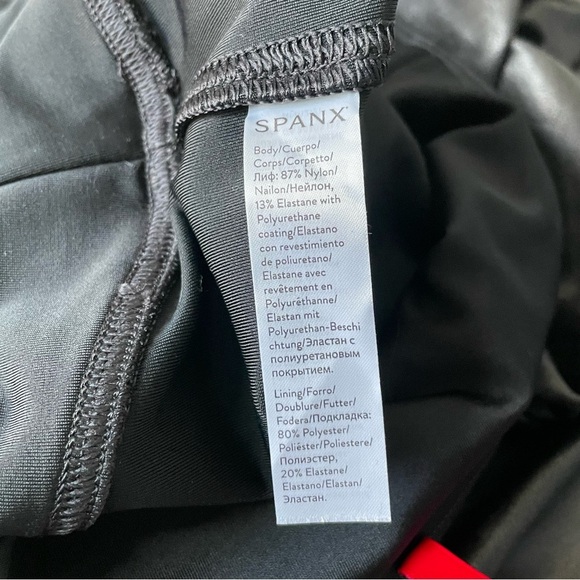 SPANX
Body/Cuerpo/
Corps/Corpetto/
Лиф: 87% Nylon/
Naìlon/Нейлон,
13% Elastane with
Polyurethane
coating/Elastano
con revestimiento
de poliuretano/
Elastane avec
revêtement en
Polyuréthanne/
Elastan mit
Polyurethan-Beschi
chtung/Эластан с
полиуретановым
покрытием.
Lining/Forro/
Doublure/Futter/
Fodera/Подкладка:
80% Polyester/
Poliéster/Poliestere/
Полиэстер,
20% Elastane/
Elastano/Elastan/
Эластан.